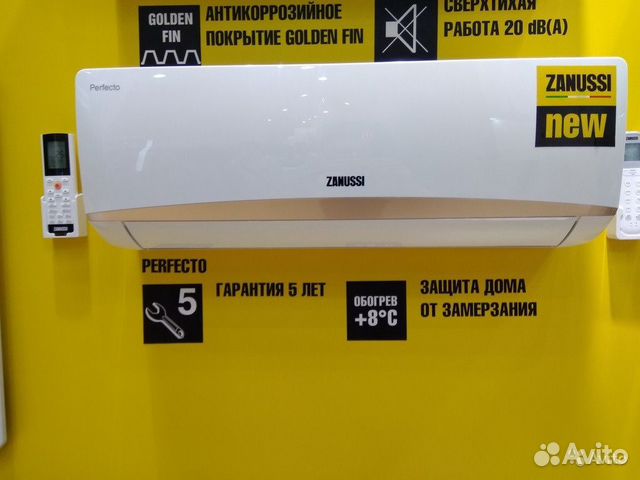 GOLDEN
FIN
АНТИКОРРОЗИЙНОЕ
ПОКРЫТИЕ GOLDEN FIN
СВЕРХТИХАЯ
РАБОТА 20 dB(A)
Perfecto
ZANUSSI
new
ZANUSSI
PERFECTO
5
ГАРАНТИЯ 5 ЛЕТ
ОБОГРЕВ
+8°C
ЗАЩИТА ДОМА
ОТ ЗАМЕРЗАНИЯ
Avito